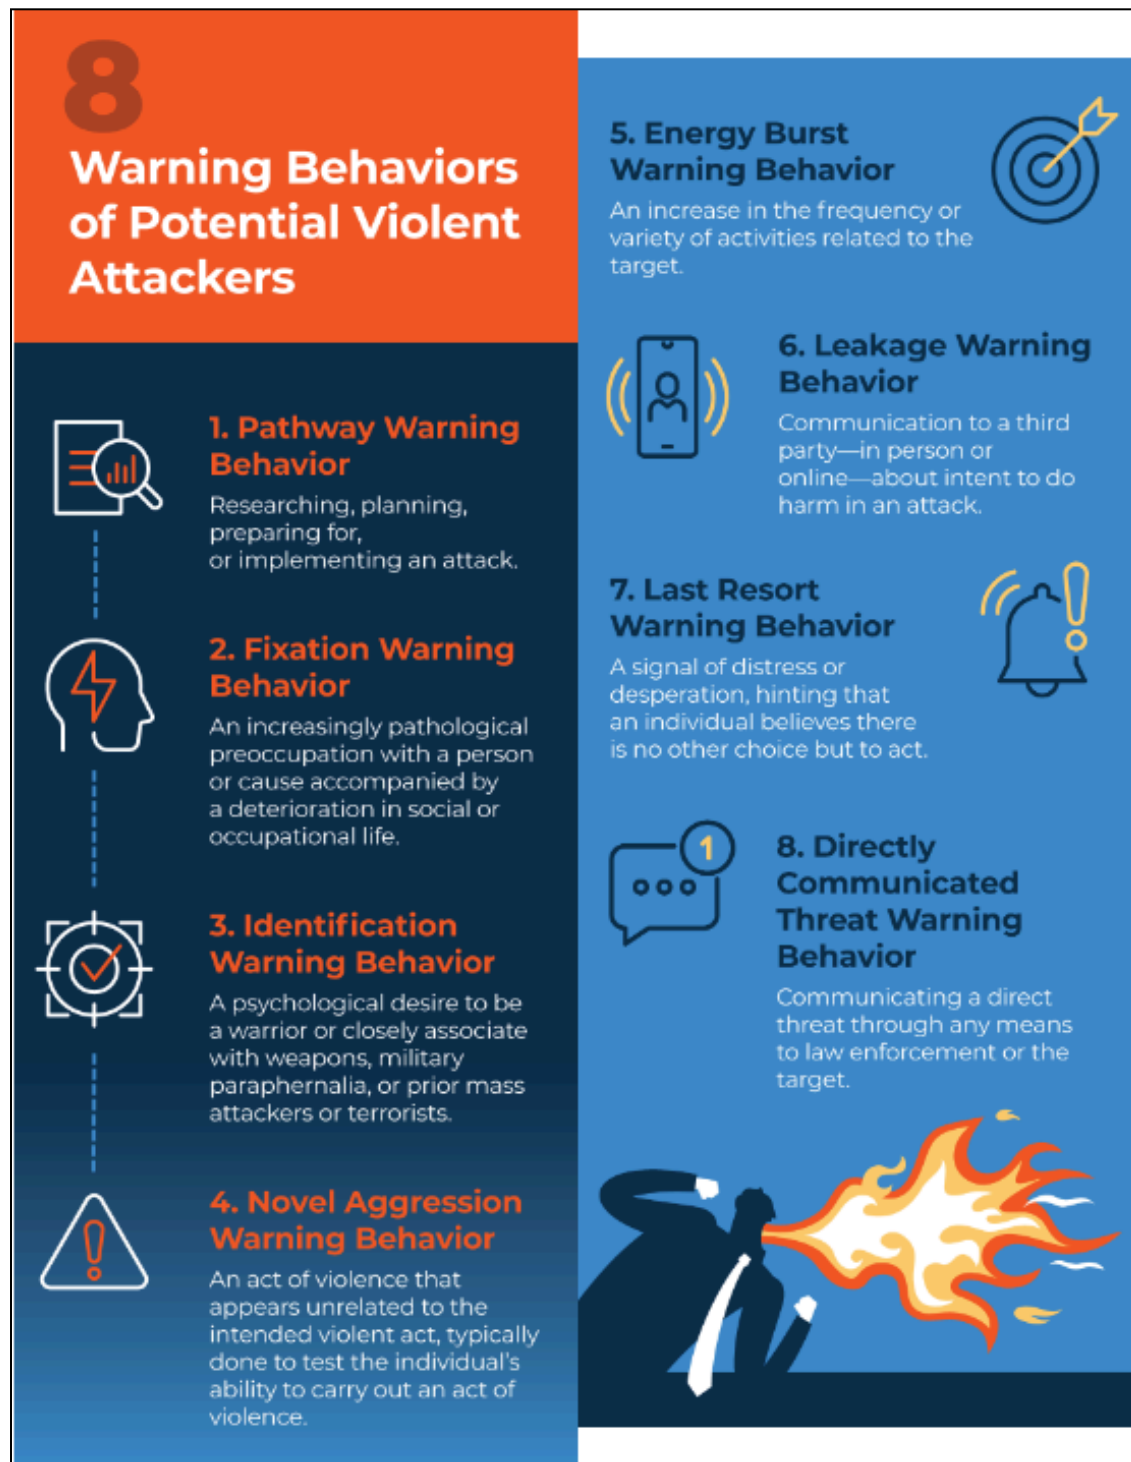 8
Warning Behaviors
of Potential Violent
Attackers
1. Pathway Warning
Behavior
Researching, planning,
preparing for,
or implementing an attack.
2. Fixation Warning
Behavior
An increasingly pathological
preoccupation with a person
or cause accompanied by
a deterioration in social or
occupational life.
3. Identification
Warning Behavior
A psychological desire to be
a warrior or closely associate
with weapons, military
paraphernalia, or prior mass
attackers or terrorists.
4. Novel Aggression
Warning Behavior
An act of violence that
appears unrelated to the
intended violent act, typically
done to test the individual's
ability to carry out an act of
violence.
5. Energy Burst
Warning Behavior
An increase in the frequency or
variety of activities related to the
target.
6. Leakage Warning
Behavior
Communication to a third
party—in person or
online—about intent to do
harm in an attack.
7. Last Resort
Warning Behavior
A signal of distress or
desperation, hinting that
an individual believes there
is no other choice but to act.
1
8. Directly
Communicated
Threat Warning
Behavior
Communicating a direct
threat through any means
to law enforcement or the
target.